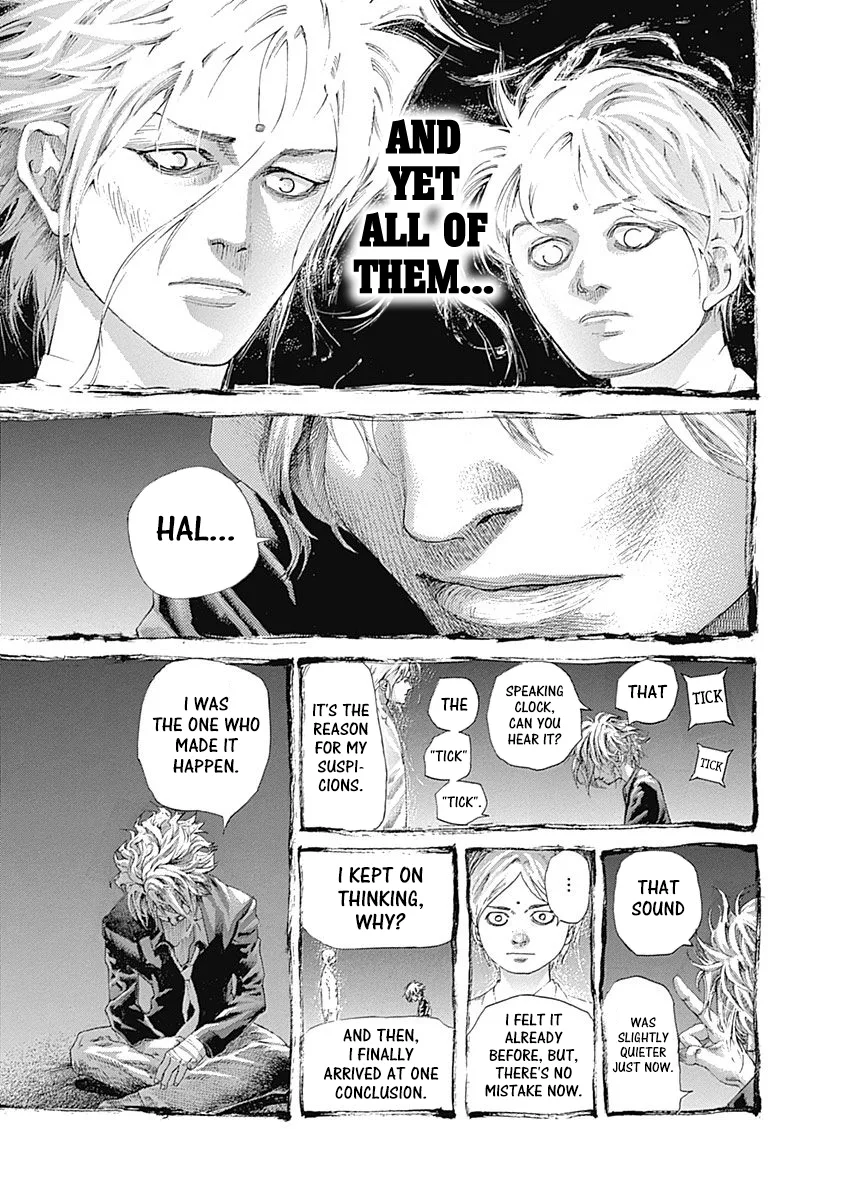 AND
YET
ALL OF
THEM...
HAL...
TICK
TICK
THAT
SPEAKING
CLOCK,
CAN YOU
HEAR IT?
THE
"TICK"
"TICK".
IT'S THE
REASON
FOR MY
SUSPI-
CIONS.
THAT
SOUND
WAS
SLIGHTLY
QUIETER
JUST NOW.
...
I FELT IT
ALREADY
BEFORE, BUT,
THERE'S NO
MISTAKE NOW.
I KEPT ON
THINKING,
WHY?
AND THEN,
I FINALLY
ARRIVED AT ONE
CONCLUSION.
I WAS
THE ONE WHO
MADE IT
HAPPEN.